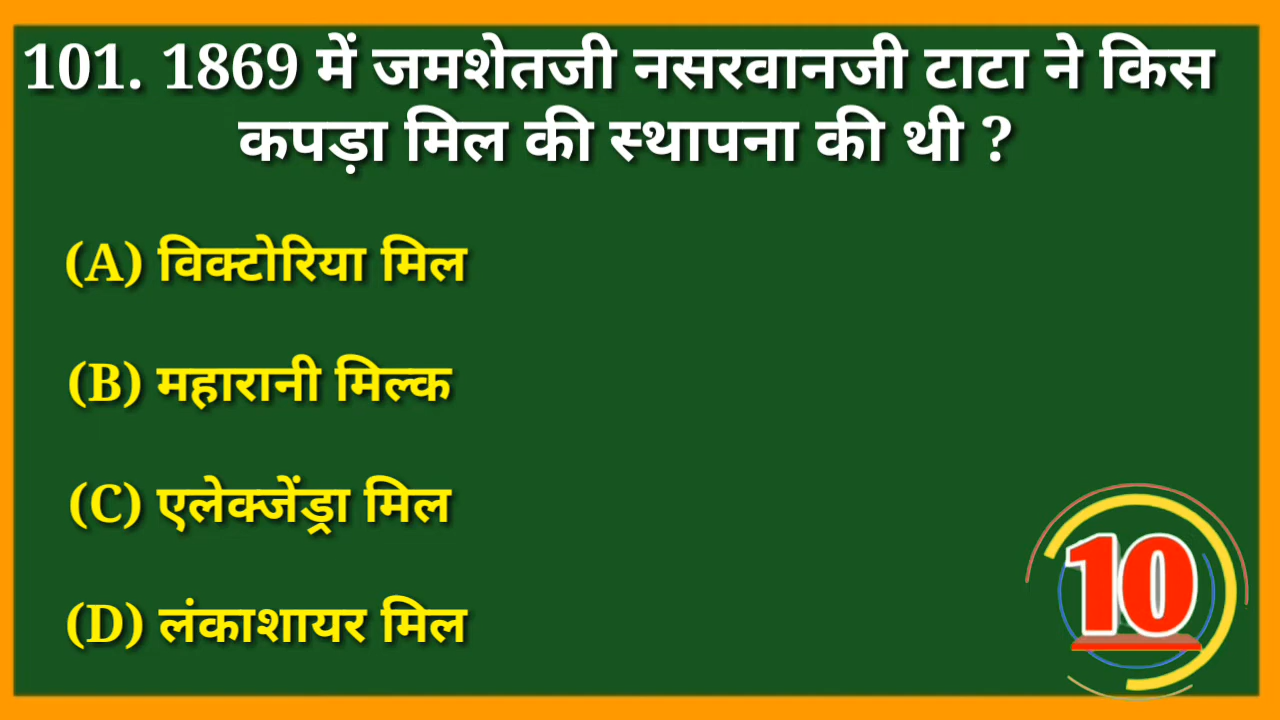 101. 1869 में जमशेतजी नसरवानजी टाटा ने किस
कपड़ा मिल की स्थापना की थी ?
(A) विक्टोरिया मिल
(B) महारानी मिल्क
(C) एलेक्जेंड्रा मिल
(D) लंकाशायर मिल
10